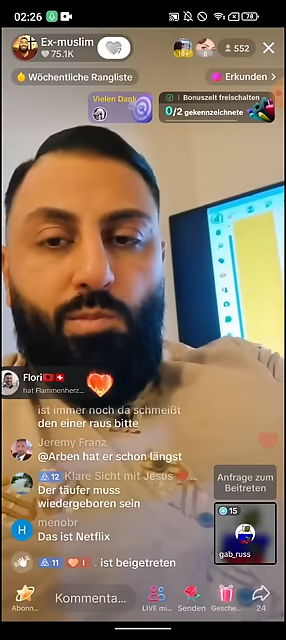 02:26
78
Ex-muslim
75.1K
10+
552
Wöchentliche Rangliste
Erkunden >
Vielen Dank
Bonuszeit freischalten
0/2 gekennzeichnete
Flori
hat Flammenherz...
ist immer noch da schmeißt
den einer raus bitte
Jeremy Franz
@Arben hat er schon längst
12 Klare Sicht mit Jesus
Der täufer muss
wiedergeboren sein
Anfrage zum
Beitreten
H
menobr
Das ist Netflix
15
gab_russ
11
1
. ist beigetreten
Abonn...
Kommenta...
LIVE mi...
Senden
Gesche...
24